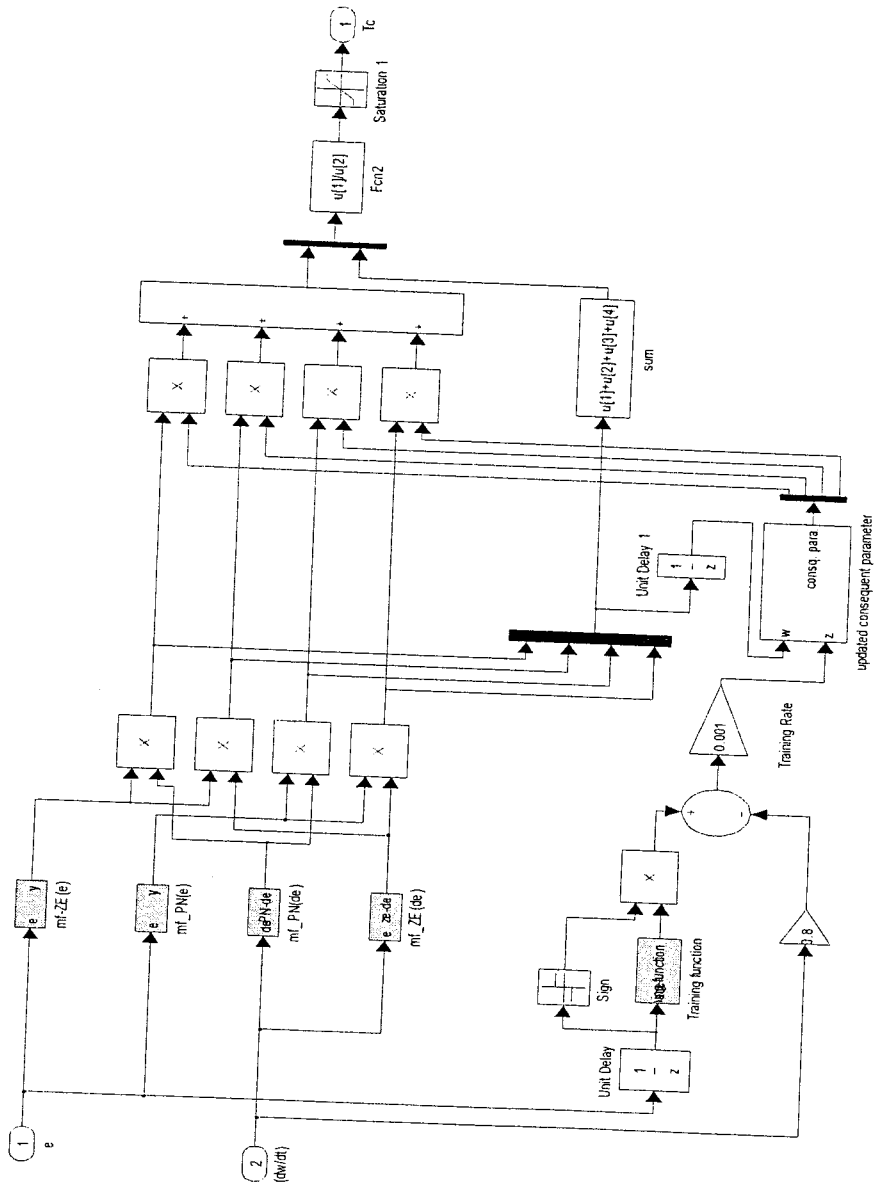 1
e
2
(dw/dt)
e y
mf-ZE (e)
e y
mf_PN(e)
dePN-de
mf_PN(de)
e ze-de
mf_ZE (de)
X
X
X
X
X
X
X
X
+
+
+
+
u[1]/u[2]
Fcn2
Saturation 1
1
Tc
u[1]+u[2]+u[3]+u[4]
sum
Unit Delay 1
1
z
w
z
consq. para
updated consequent parameter
Unit Delay
1
z
Sign
Training function
X
+
-
0.001
Training Rate
0.8